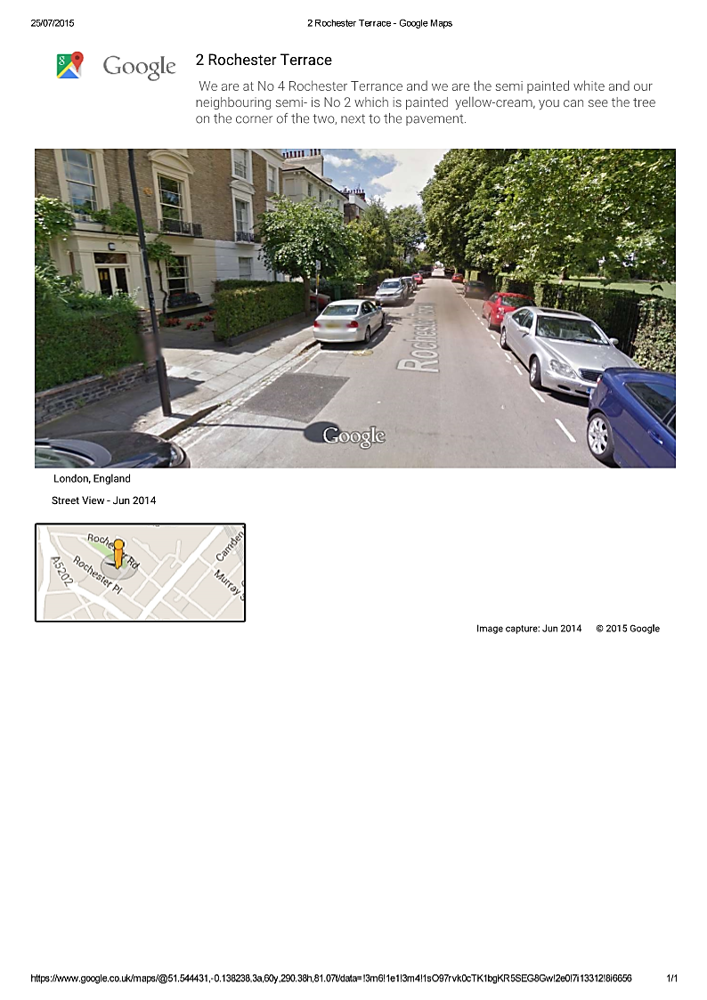 25/07/2015 2 Rochester Terrace - Google Maps
Google
2 Rochester Terrace
We are at No 4 Rochester Terrance and we are the semi painted white and our
neighbouring semi- is No 2 which is painted yellow-cream, you can see the tree
on the corner of the two, next to the pavement.
Rochester
Google
London, England
Street View - Jun 2014
Rochester Rd
Camden
A5202
Rochester Pl
Murray S
Image capture: Jun 2014 © 2015 Google
https://www.google.co.uk/maps/@51.544431,-0.138238,3a,60y,290.38h,81.07t/data=!3m6!1e1!3m4!1sO97rvk0cTK1bgKR5SEG8Gw!2e0!7i13312!8i6656 1/1